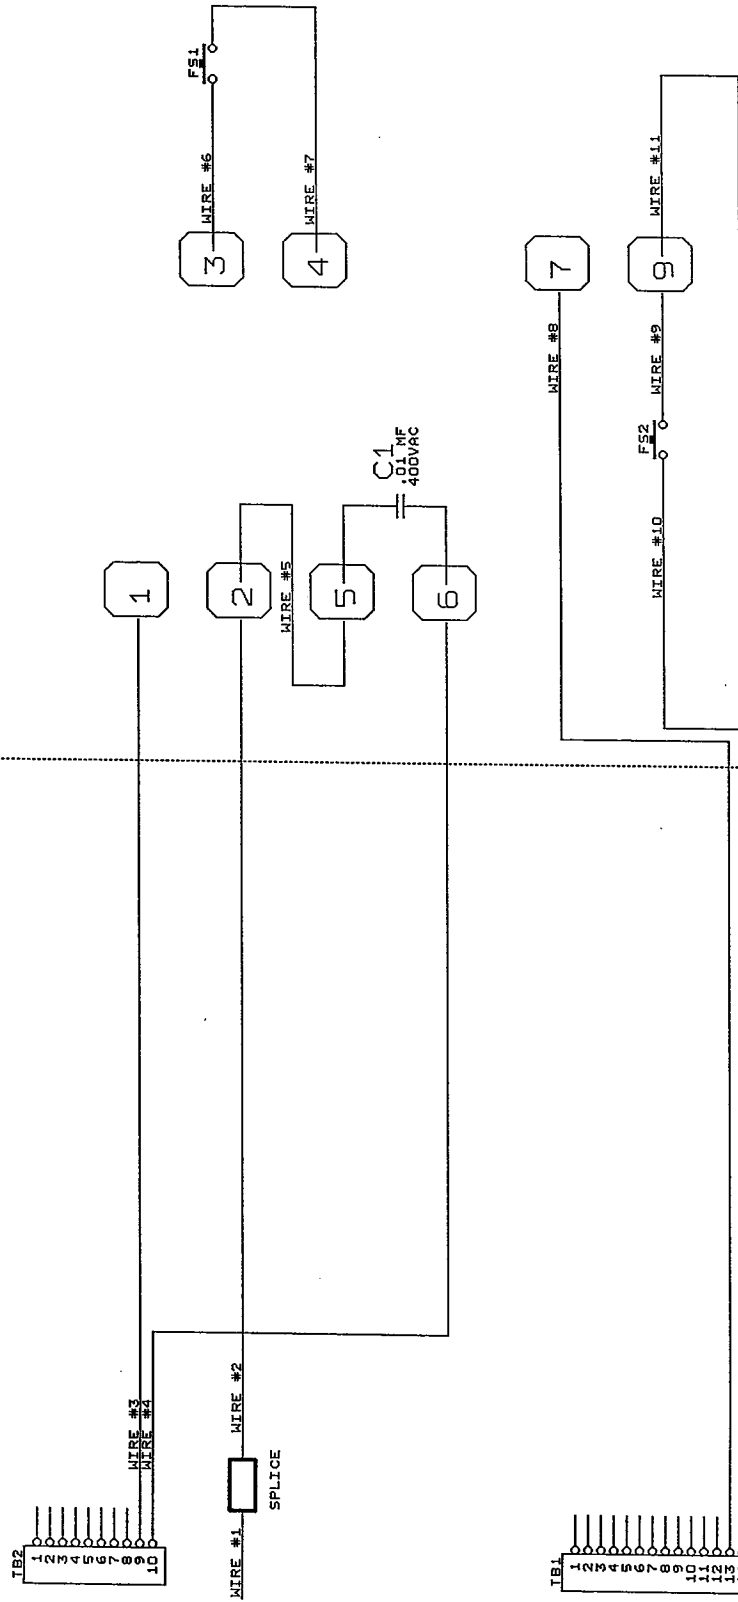 FS1
WIRE #6
WIRE #7
3
4
WIRE #11
7
9
WIRE #8
WIRE #9
FS2
WIRE #10
C1
.01 MF
400VAC
1
2
WIRE #5
5
6
WIRE #3
WIRE #4
WIRE #2
SPLICE
WIRE #1
TB2
1
2
3
4
5
6
7
8
9
10
TB1
1
2
3
4
5
6
7
8
9
10
11
12
13